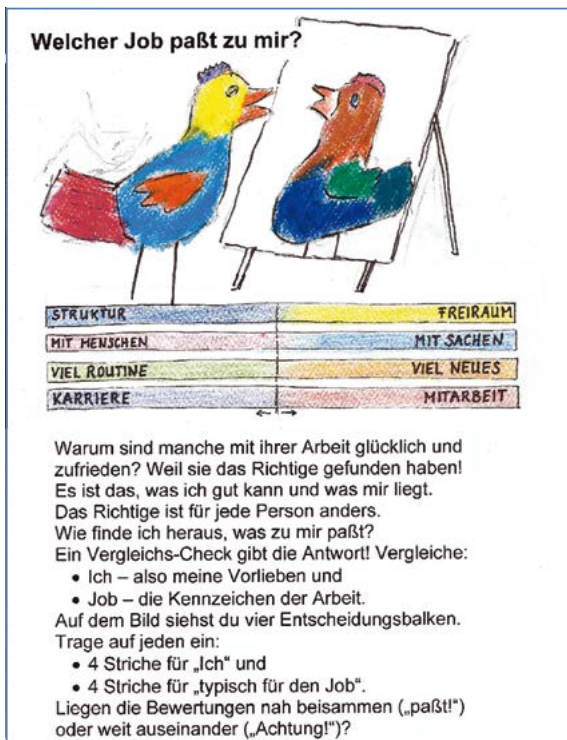 Welcher Job paßt zu mir?
STRUKTUR FREIRAUM
MIT MENSCHEN MIT SACHEN
VIEL ROUTINE VIEL NEUES
KARRIERE MITARBEIT
Warum sind manche mit ihrer Arbeit glücklich und
zufrieden? Weil sie das Richtige gefunden haben!
Es ist das, was ich gut kann und was mir liegt.
Das Richtige ist für jede Person anders.
Wie finde ich heraus, was zu mir paßt?
Ein Vergleichs-Check gibt die Antwort! Vergleiche:
• Ich – also meine Vorlieben und
• Job – die Kennzeichen der Arbeit.
Auf dem Bild siehst du vier Entscheidungsbalken.
Trage auf jeden ein:
• 4 Striche für „Ich“ und
• 4 Striche für „typisch für den Job“.
Liegen die Bewertungen nah beisammen („paßt!“)
oder weit auseinander („Achtung!“)?